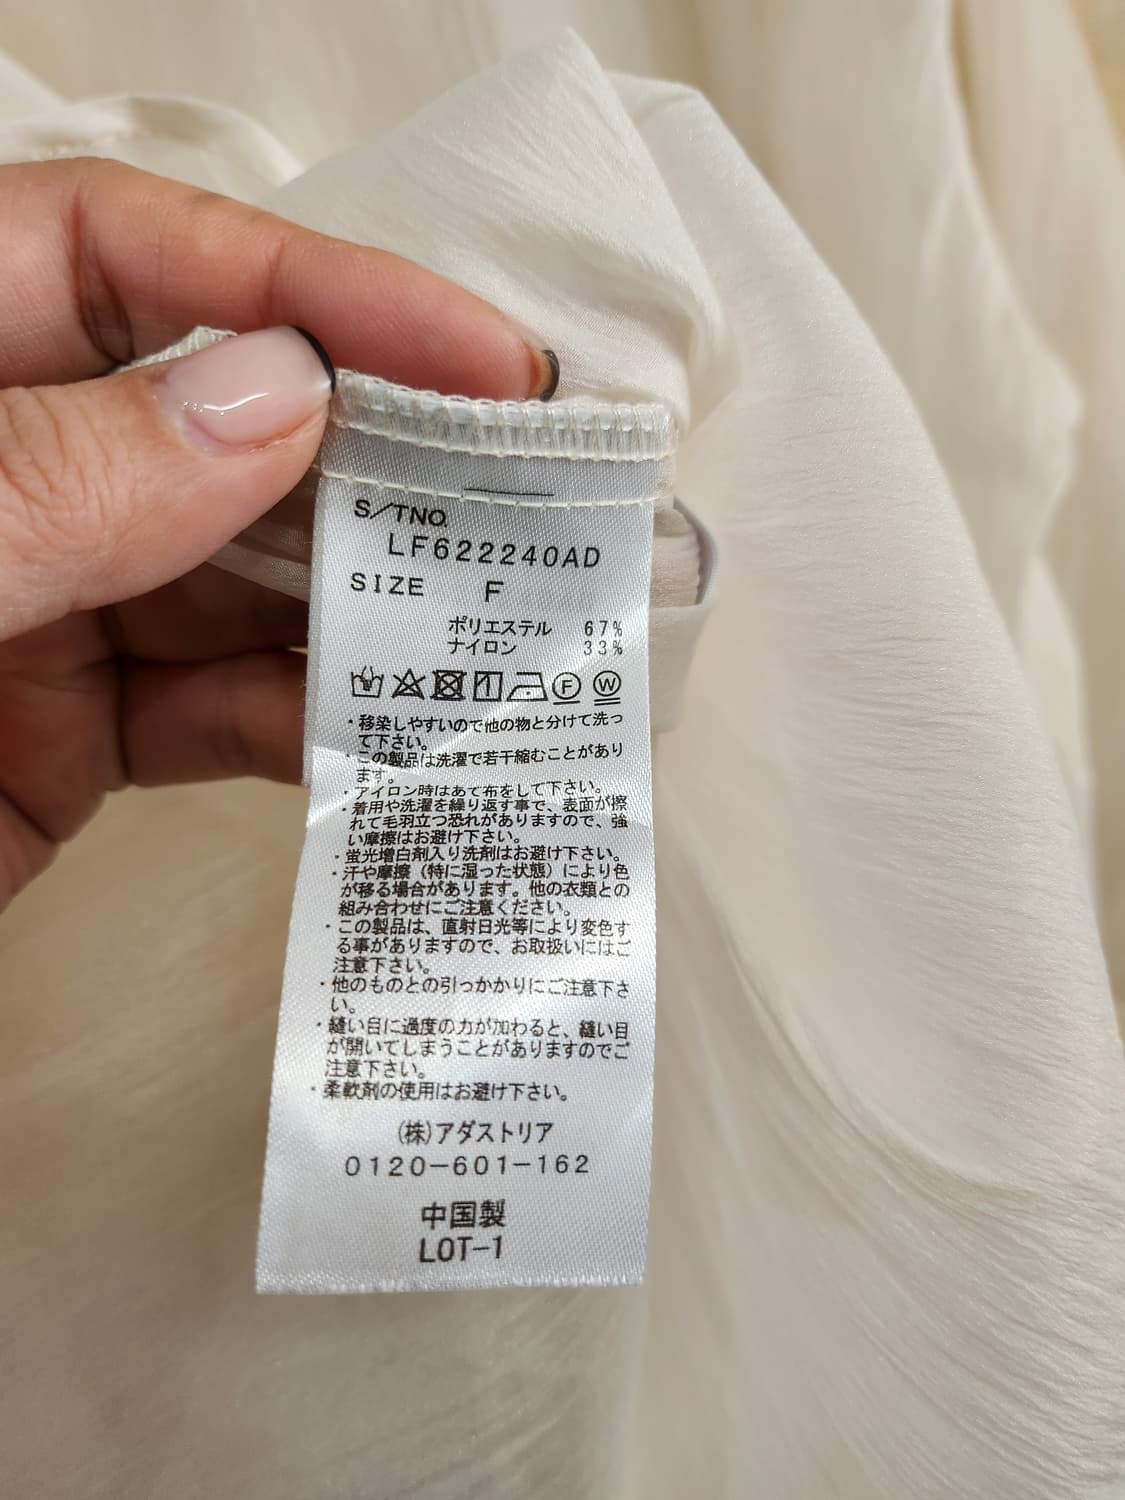 S/TNO.
LF622240AD
SIZE F
ポリエステル 67%
ナイロン 33%
F W
・移染しやすいので他の物と分けて洗っ
て下さい。
・この製品は洗濯で若干縮むことがあり
ます。
・アイロン時はあて布をして下さい。
・着用や洗濯を繰り返す事で、表面が擦
れて毛羽立つ恐れがありますので、強
い摩擦はお避け下さい。
・蛍光増白剤入り洗剤はお避け下さい。
・汗や摩擦（特に湿った状態）により色
が移る場合があります。他の衣類との
組み合わせにご注意ください。
・この製品は、直射日光等により変色す
る事がありますので、お取扱いにはご
注意下さい。
・他のものとの引っかかりにご注意下さ
い。
・縫い目に過度の力が加わると、縫い目
が開いてしまうことがありますのでご
注意下さい。
・柔軟剤の使用はお避け下さい。
(株)アダストリア
0120-601-162
中国製
LOT-1